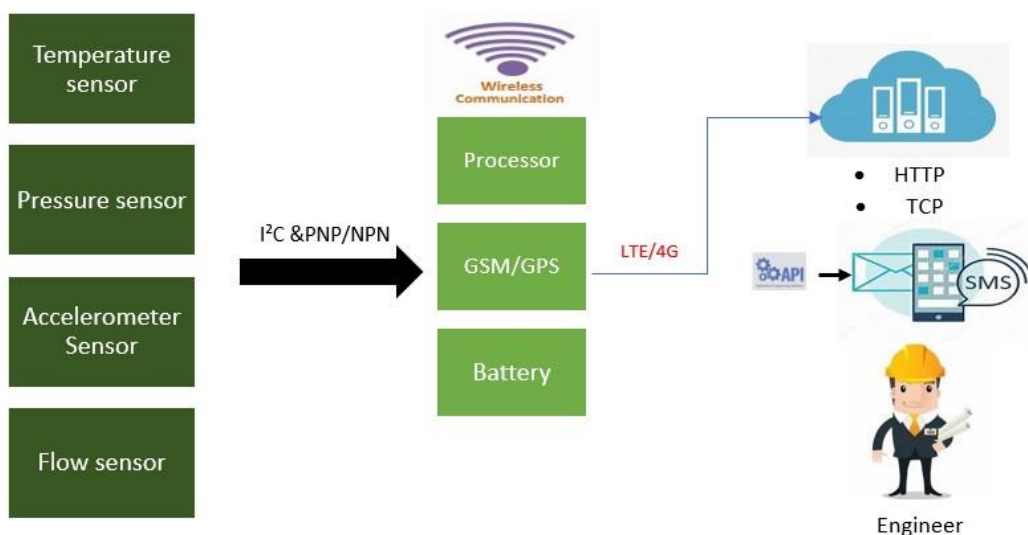 Temperature
sensor
Pressure sensor
Accelerometer
Sensor
Flow sensor
I²C &PNP/NPN
Wireless
Communication
Processor
GSM/GPS
Battery
LTE/4G
• HTTP
• TCP
API
SMS
Engineer